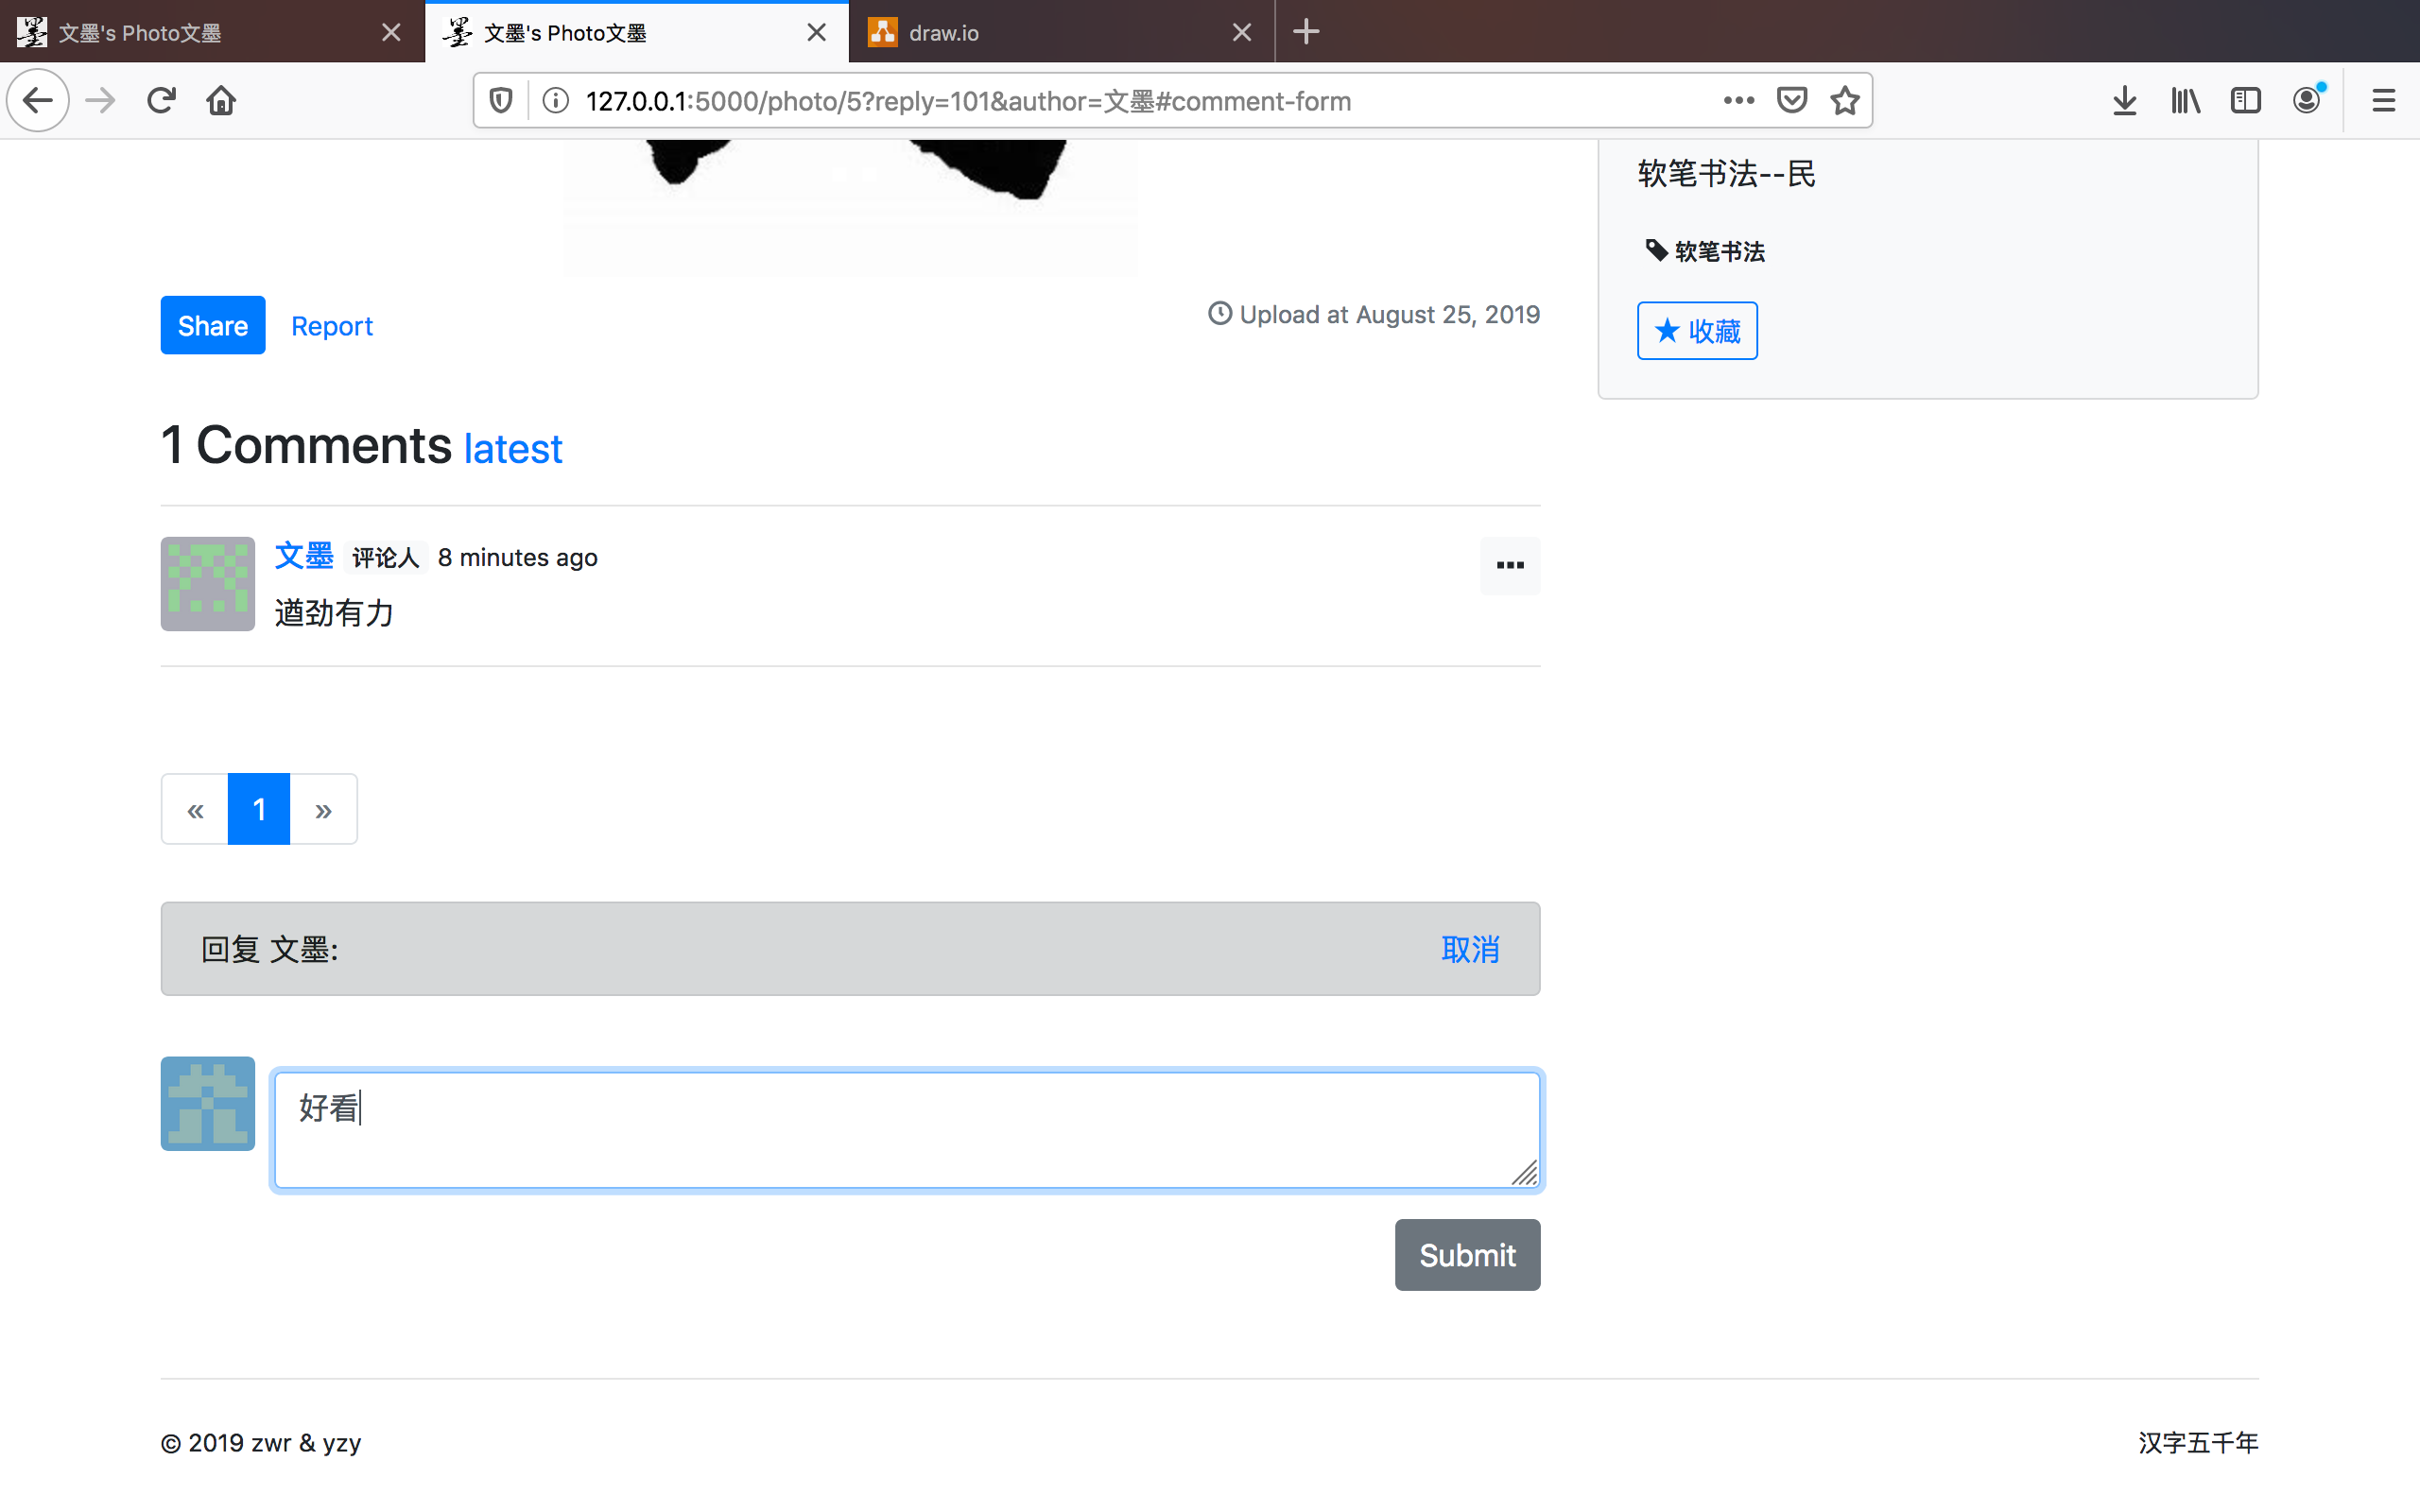 文墨's Photo文墨
文墨's Photo文墨
draw.io
127.0.0.1:5000/photo/5?reply=101&author=文墨#comment-form
软笔书法--民
软笔书法
★ 收藏
Share
Report
Upload at August 25, 2019
1 Comments latest
文墨 评论人 8 minutes ago
遒劲有力
« 1 »
回复 文墨:
取消
好看
Submit
© 2019 zwr & yzy
汉字五千年